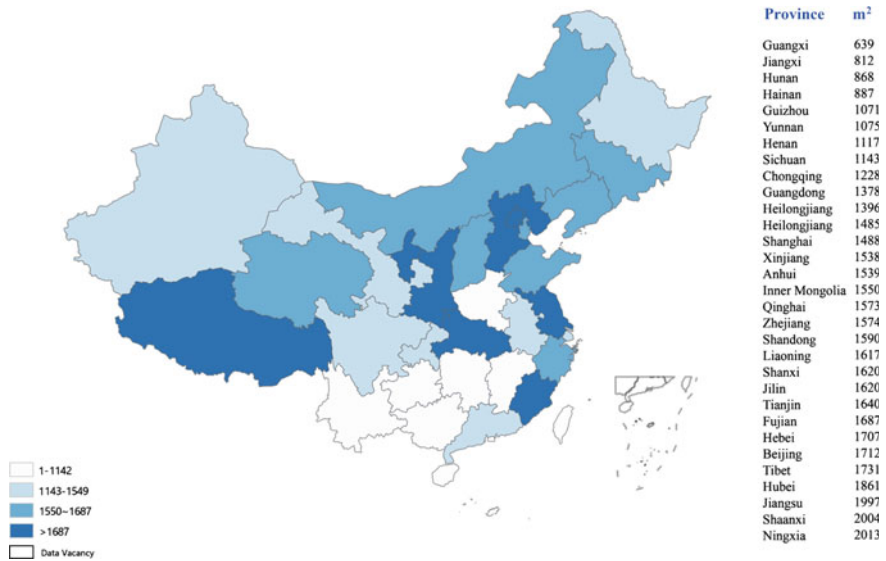 Province m²
Guangxi 639
Jiangxi 812
Hunan 868
Hainan 887
Guizhou 1071
Yunnan 1075
Henan 1117
Sichuan 1143
Chongqing 1228
Guangdong 1378
Heilongjiang 1396
Heilongjiang 1485
Shanghai 1488
Xinjiang 1538
Anhui 1539
Inner Mongolia 1550
Qinghai 1573
Zhejiang 1574
Shandong 1590
Liaoning 1617
Shanxi 1620
Jilin 1620
Tianjin 1640
Fujian 1687
Hebei 1707
Beijing 1712
Tibet 1731
Hubei 1861
Jiangsu 1997
Shaanxi 2004
Ningxia 2013
1-1142
1143-1549
1550~1687
>1687
Data Vacancy